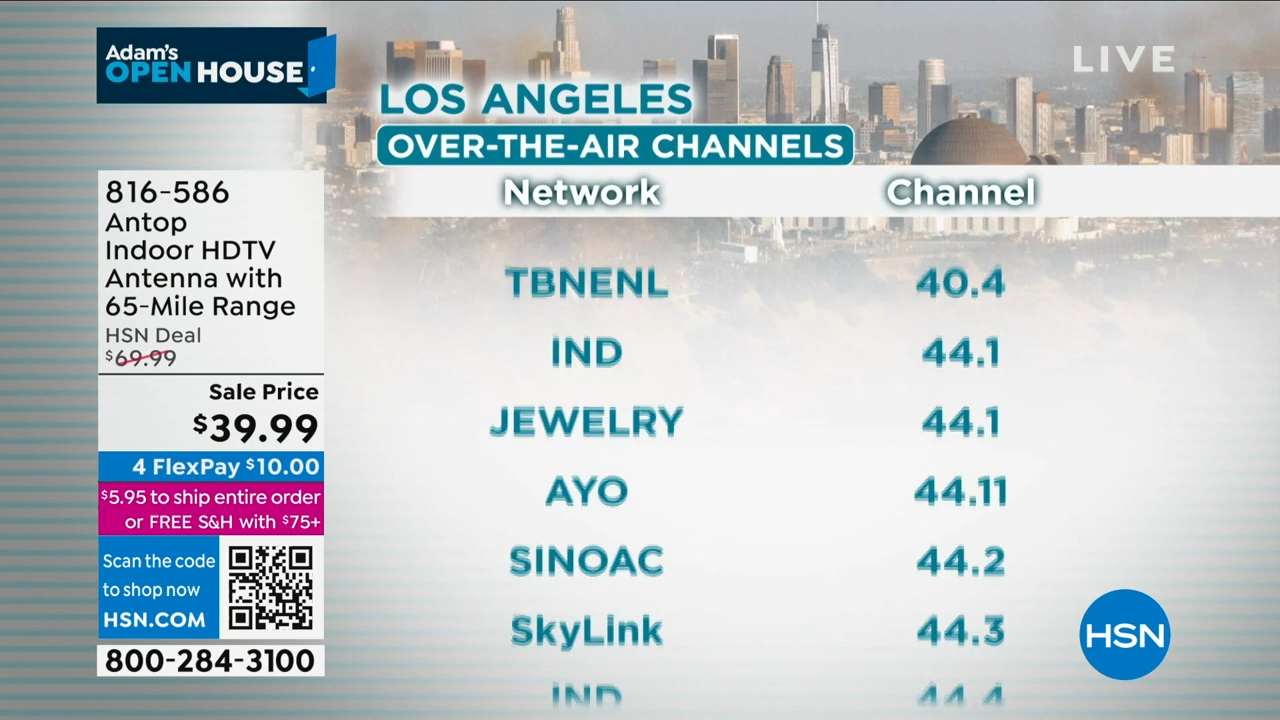 Adam's
OPEN HOUSE
LIVE
LOS ANGELES
OVER-THE-AIR CHANNELS
Network Channel
TBNENL 40.4
IND 44.1
JEWELRY 44.1
AYO 44.11
SINOAC 44.2
SkyLink 44.3
IND 44.4
816-586
Antop
Indoor HDTV
Antenna with
65-Mile Range
HSN Deal
$69.99
Sale Price
$39.99
4 FlexPay $10.00
$5.95 to ship entire order
or FREE S&H with $75+
Scan the code
to shop now
HSN.COM
800-284-3100
HSN